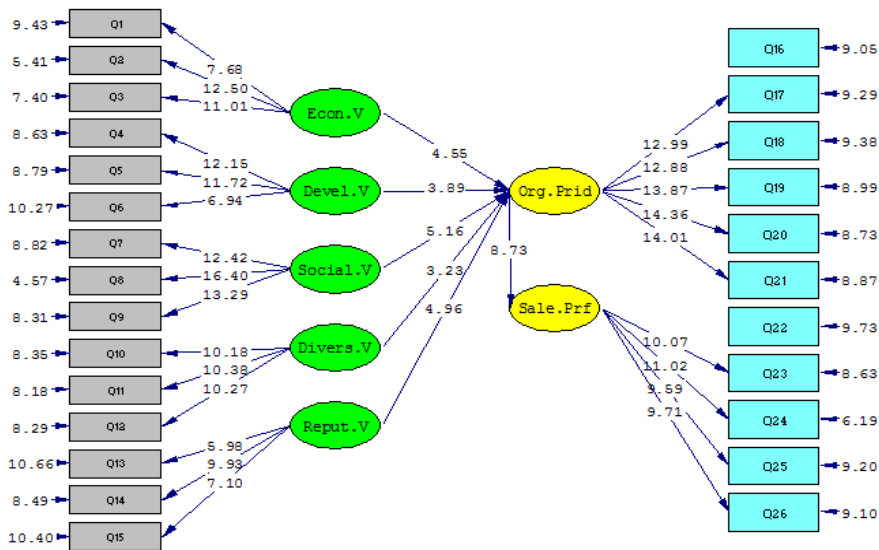 9.43 Q1
5.41 Q2
7.40 Q3
8.63 Q4
8.79 Q5
10.27 Q6
8.82 Q7
4.57 Q8
8.31 Q9
8.35 Q10
8.18 Q11
8.29 Q12
10.66 Q13
8.49 Q14
10.40 Q15
7.68
12.50
11.01
12.15
11.72
6.94
12.42
16.40
13.29
10.18
10.38
10.27
5.98
9.93
7.10
Econ.V
Devel.V
Social.V
Divers.V
Reput.V
4.55
3.89
5.16
3.23
4.96
Org.Prid
8.73
Sale.Prf
12.99
12.88
13.87
14.36
14.01
10.07
11.02
9.59
9.71
Q16 9.05
Q17 9.29
Q18 9.38
Q19 8.99
Q20 8.73
Q21 8.87
Q22 9.73
Q23 8.63
Q24 6.19
Q25 9.20
Q26 9.10